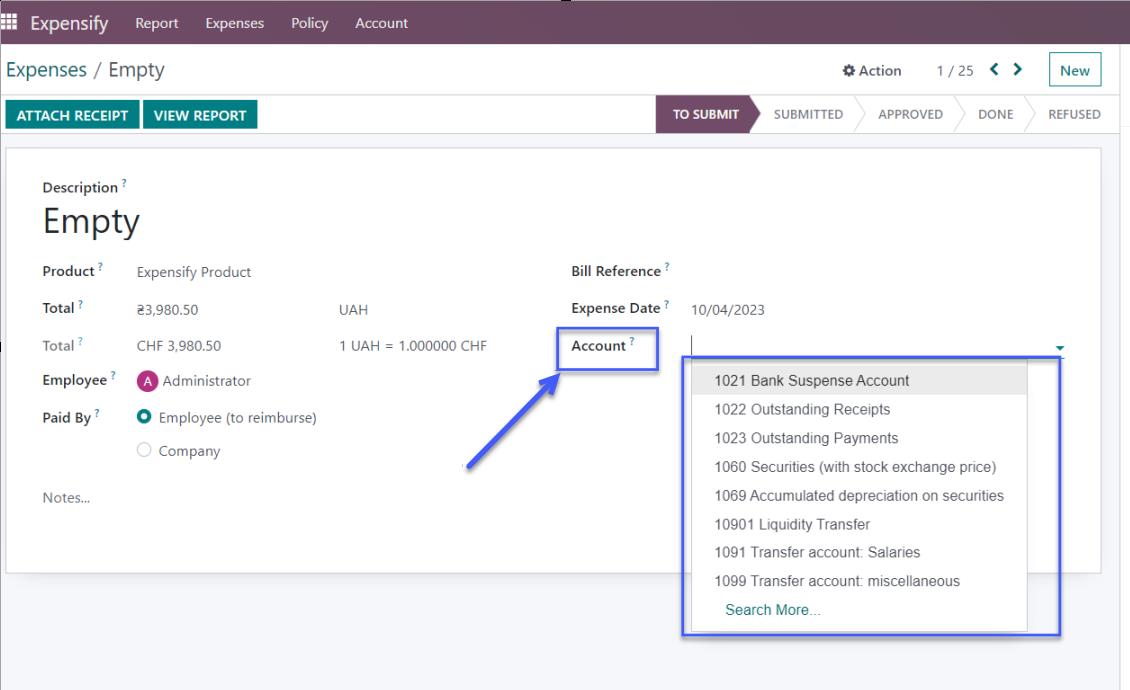 Expensify Report Expenses Policy Account
Expenses / Empty Action 1 / 25 New
ATTACH RECEIPT VIEW REPORT TO SUBMIT SUBMITTED APPROVED DONE REFUSED
Description ?
Empty
Product ? Expensify Product
Total ? ₴3,980.50 UAH
Total ? CHF 3,980.50 1 UAH = 1.000000 CHF
Employee ? A Administrator
Paid By ? Employee (to reimburse)
Company
Notes...
Bill Reference ?
Expense Date ? 10/04/2023
Account ?
1021 Bank Suspense Account
1022 Outstanding Receipts
1023 Outstanding Payments
1060 Securities (with stock exchange price)
1069 Accumulated depreciation on securities
10901 Liquidity Transfer
1091 Transfer account: Salaries
1099 Transfer account: miscellaneous
Search More...